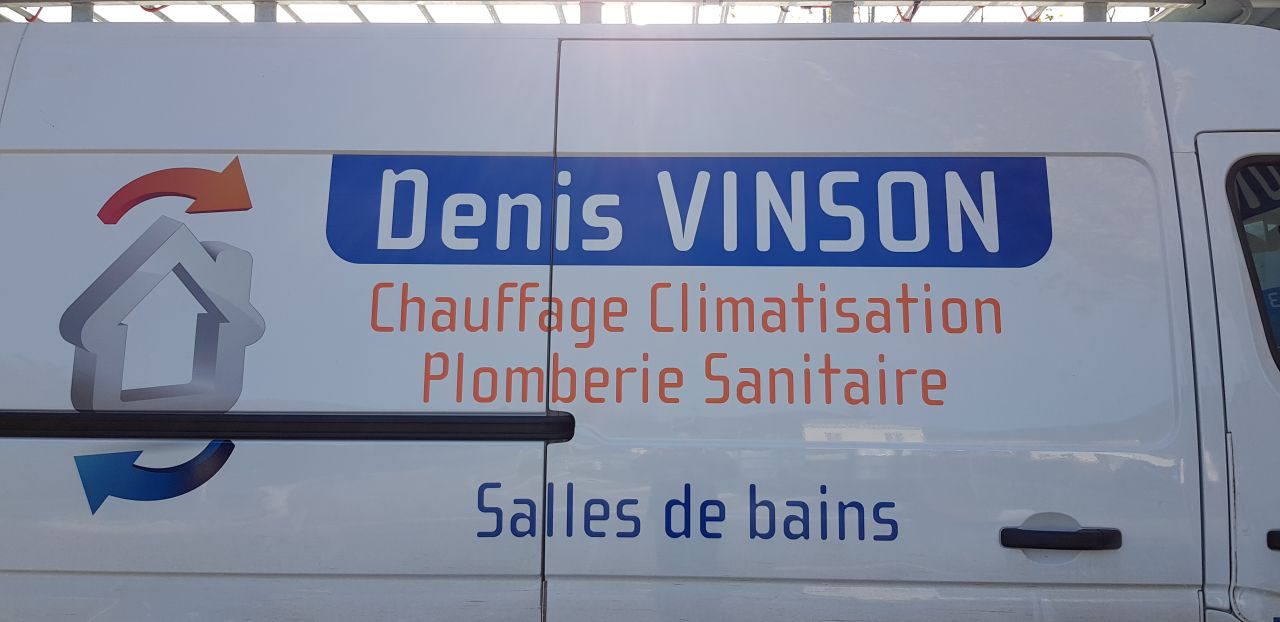 Denis VINSON
Chauffage Climatisation
Plomberie Sanitaire
Salles de bains